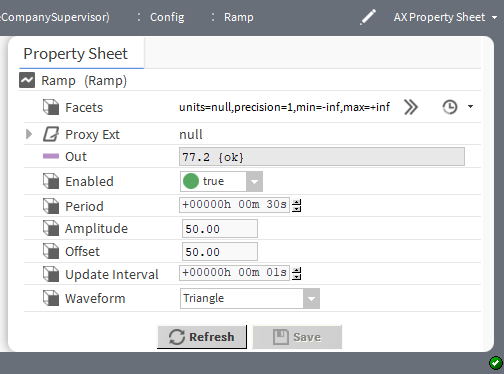 eCompanySupervisor) : Config : Ramp AX Property Sheet
Property Sheet
Ramp (Ramp)
Facets units=null,precision=1,min=-inf,max=+inf
Proxy Ext null
Out 77.2 {ok}
Enabled true
Period +00000h 00m 30s
Amplitude 50.00
Offset 50.00
Update Interval +00000h 00m 01s
Waveform Triangle
Refresh Save